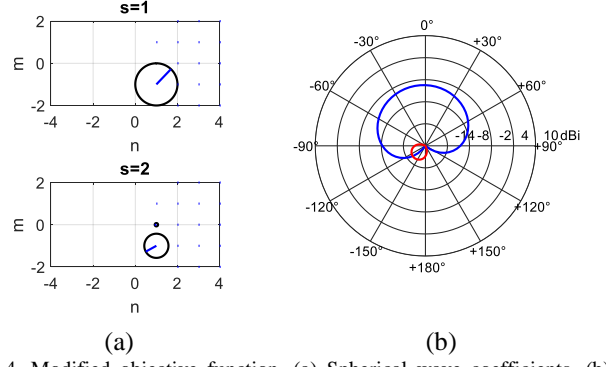 s=1
2
0
-2
m
-4 -2 0 2 4
n
s=2
2
0
-2
m
-4 -2 0 2 4
n
(a)
0°
-30° +30°
-60° +60°
-90° -14 -8 -2 4 10 dBi
+90°
-120° +120°
-150° +150°
+180°
(b)
4. Modified objective function. (a) Spherical wave coefficients. (b)